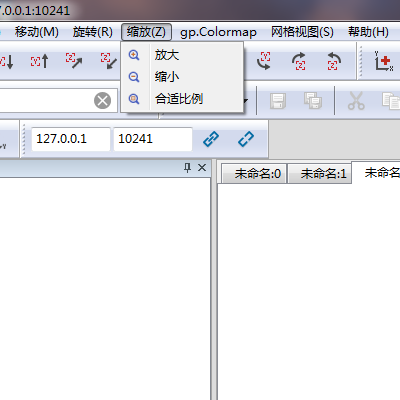 7.0.0.1:10241
移动(M) 旋转(R) 缩放(Z) gp.Colormap 网格视图(S) 帮助(H)
放大
缩小
合适比例
127.0.0.1 10241
未命名:0 未命名:1 未命名